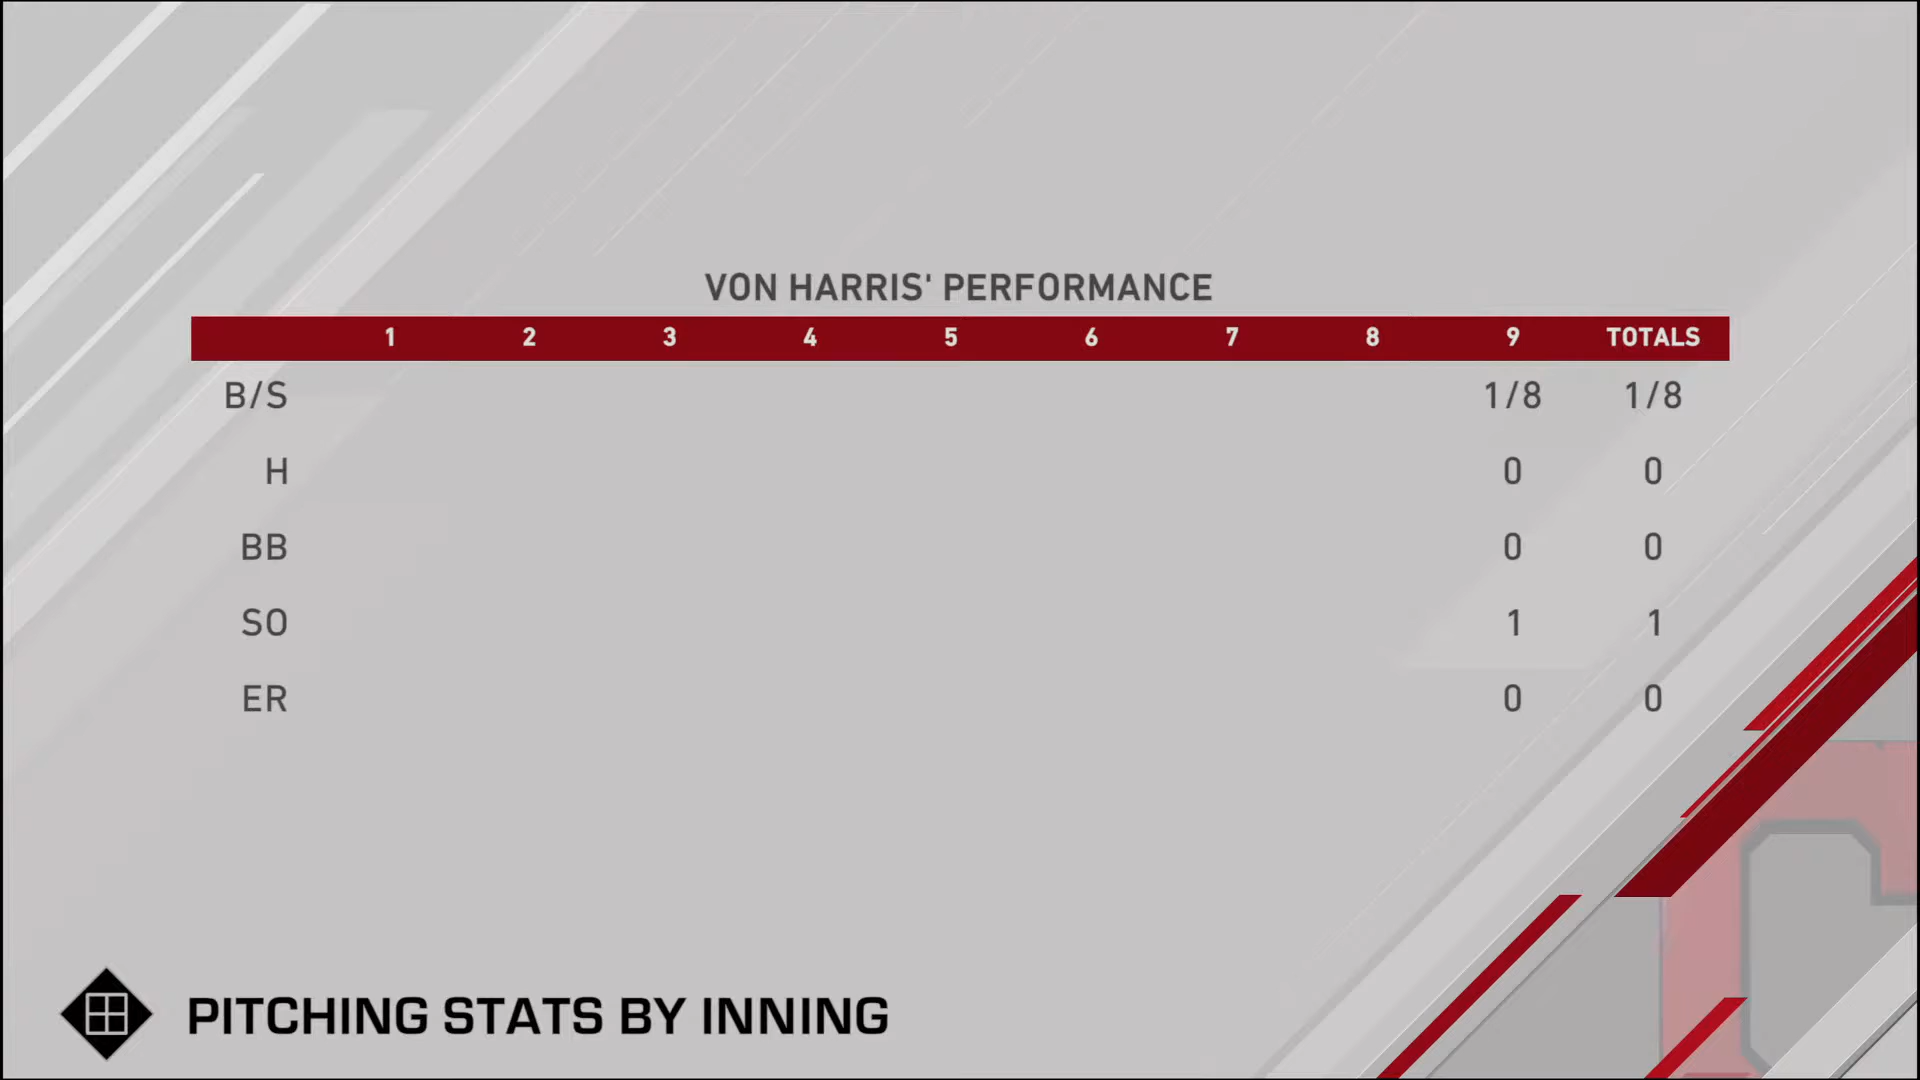 VON HARRIS' PERFORMANCE
1 2 3 4 5 6 7 8 9 TOTALS
B/S 1/8 1/8
H 0 0
BB 0 0
SO 1 1
ER 0 0
PITCHING STATS BY INNING